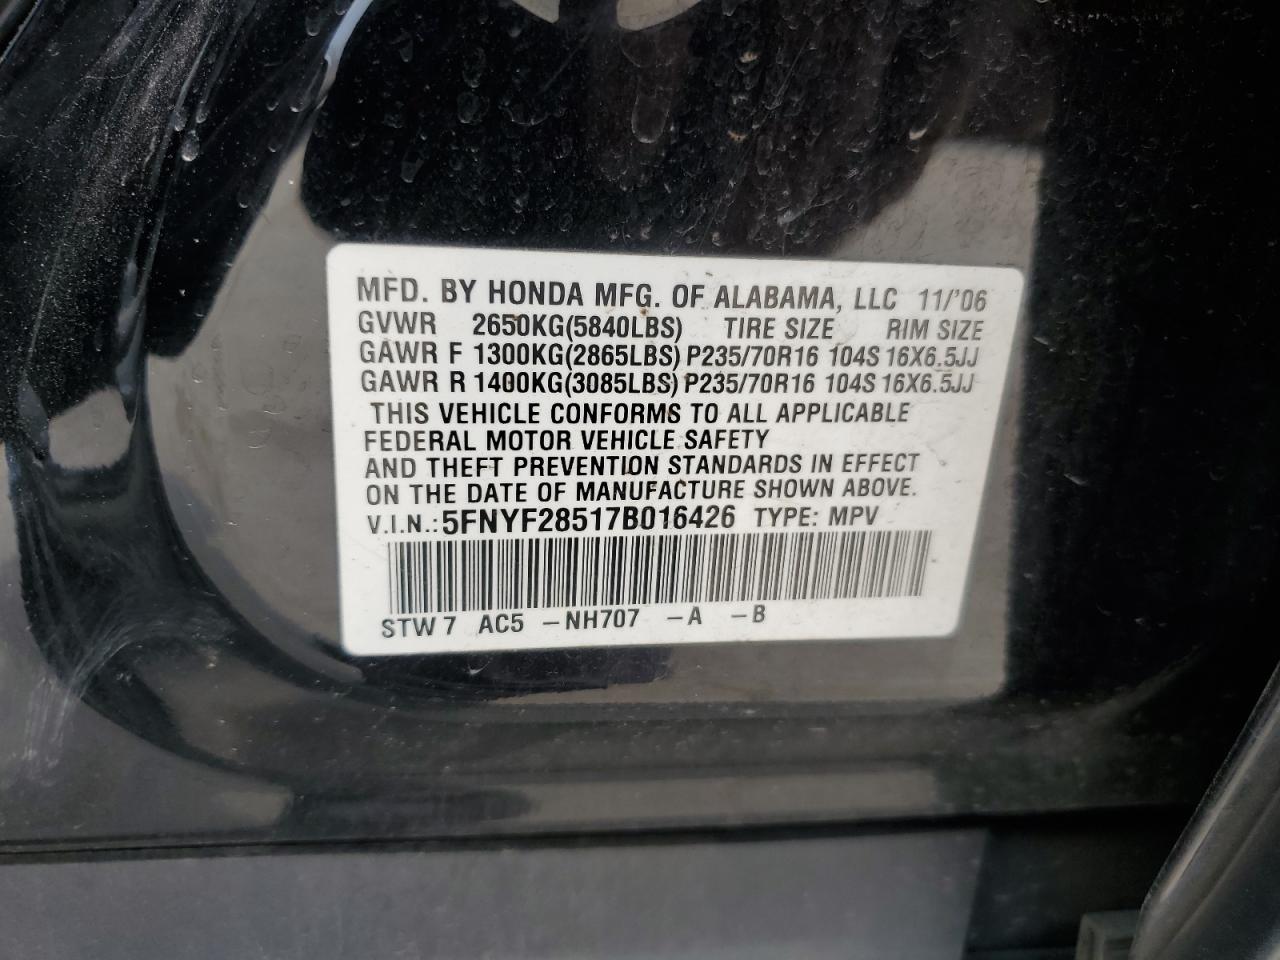 MFD. BY HONDA MFG. OF ALABAMA, LLC 11/'06
GVWR 2650KG(5840LBS) TIRE SIZE RIM SIZE
GAWR F 1300KG(2865LBS) P235/70R16 104S 16X6.5JJ
GAWR R 1400KG(3085LBS) P235/70R16 104S 16X6.5JJ
THIS VEHICLE CONFORMS TO ALL APPLICABLE
FEDERAL MOTOR VEHICLE SAFETY
AND THEFT PREVENTION STANDARDS IN EFFECT
ON THE DATE OF MANUFACTURE SHOWN ABOVE.
V.I.N.: 5FNYF28517B016426 TYPE: MPV
STW 7 AC5 –NH707 –A –B